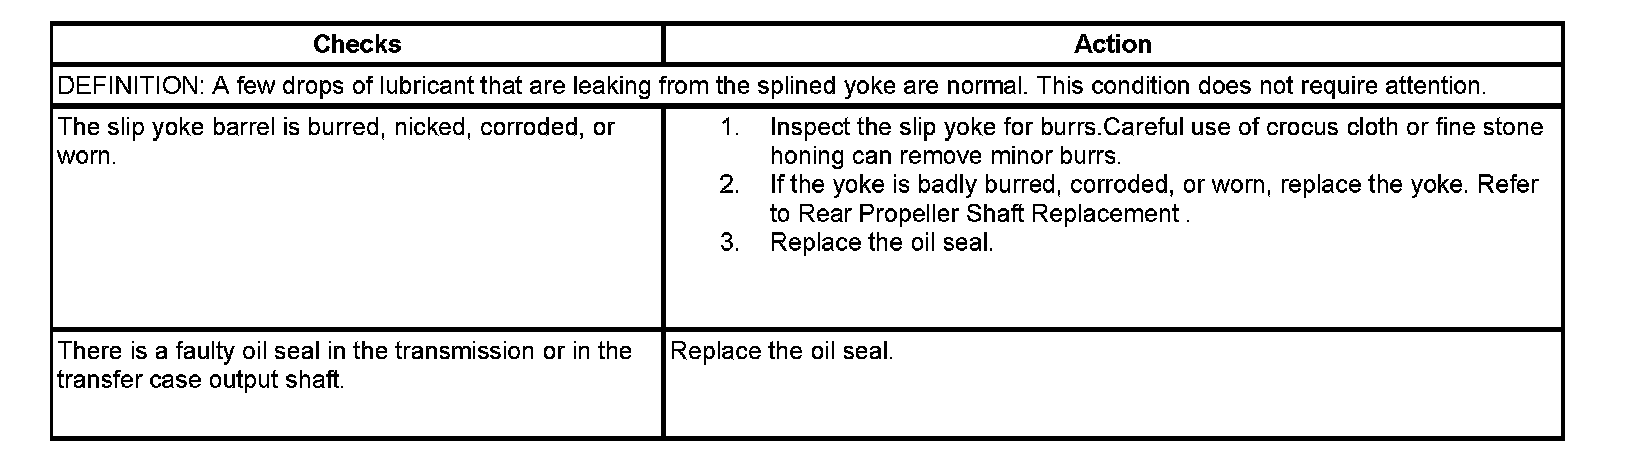 Checks
Action
DEFINITION: A few drops of lubricant that are leaking from the splined yoke are normal. This condition does not require attention.
The slip yoke barrel is burred, nicked, corroded, or
worn.
1. Inspect the slip yoke for burrs.Careful use of crocus cloth or fine stone
honing can remove minor burrs.
2. If the yoke is badly burred, corroded, or worn, replace the yoke. Refer
to Rear Propeller Shaft Replacement .
3. Replace the oil seal.
There is a faulty oil seal in the transmission or in the
transfer case output shaft.
Replace the oil seal.